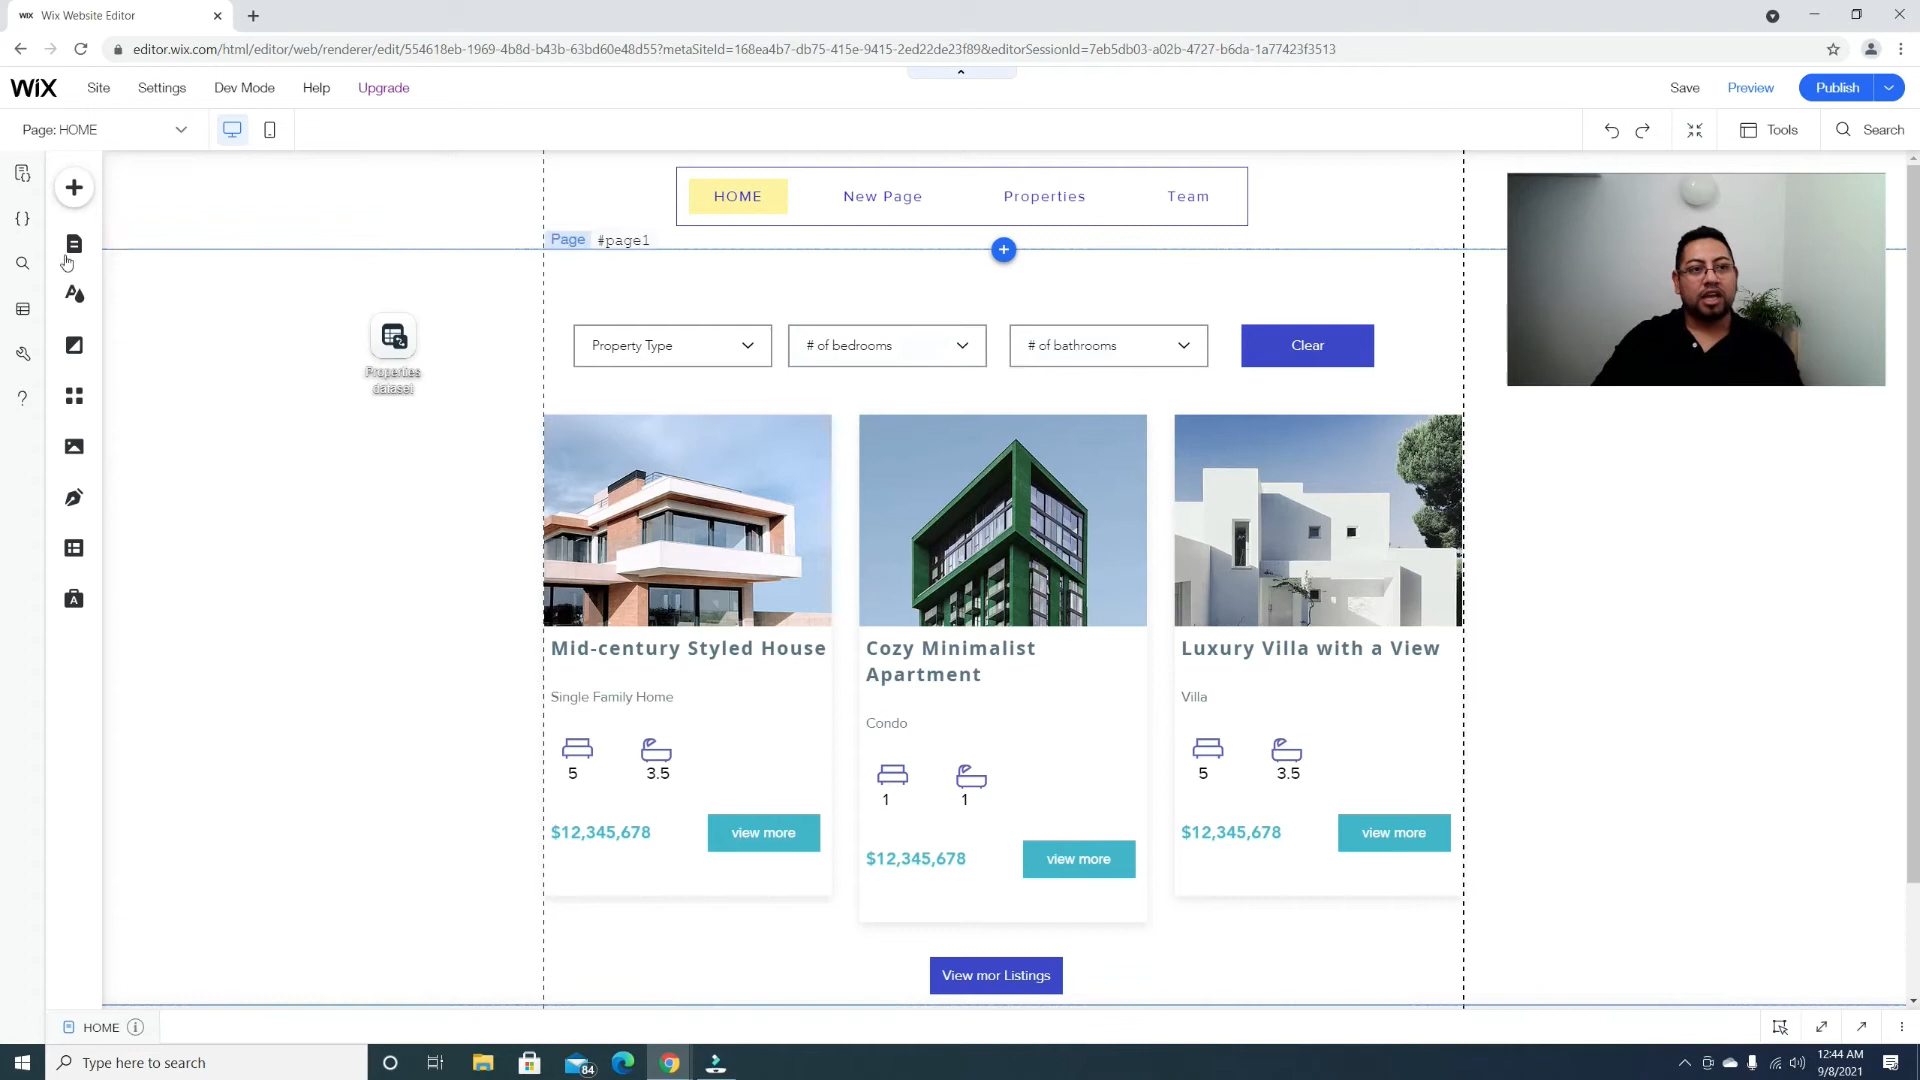 WIX Wix Website Editor
editor.wix.com/html/editor/web/renderer/edit/554618eb-1969-4b8d-b43b-63bd60e48d55?metaSiteId=168ea4b7-db75-415e-9415-2ed22de23f89&editorSessionId=7eb5db03-a02b-4727-b6da-1a77423f3513
WIX Site Settings Dev Mode Help Upgrade Save Preview Publish
Page: HOME Tools Search
HOME New Page Properties Team
Page #page1
Property Type # of bedrooms # of bathrooms Clear
Properties
dataset
Mid-century Styled House
Single Family Home
5 3.5
$12,345,678 view more
Cozy Minimalist
Apartment
Condo
1 1
$12,345,678 view more
Luxury Villa with a View
Villa
5 3.5
$12,345,678 view more
View mor Listings
HOME
Type here to search
84
12:44 AM
9/8/2021